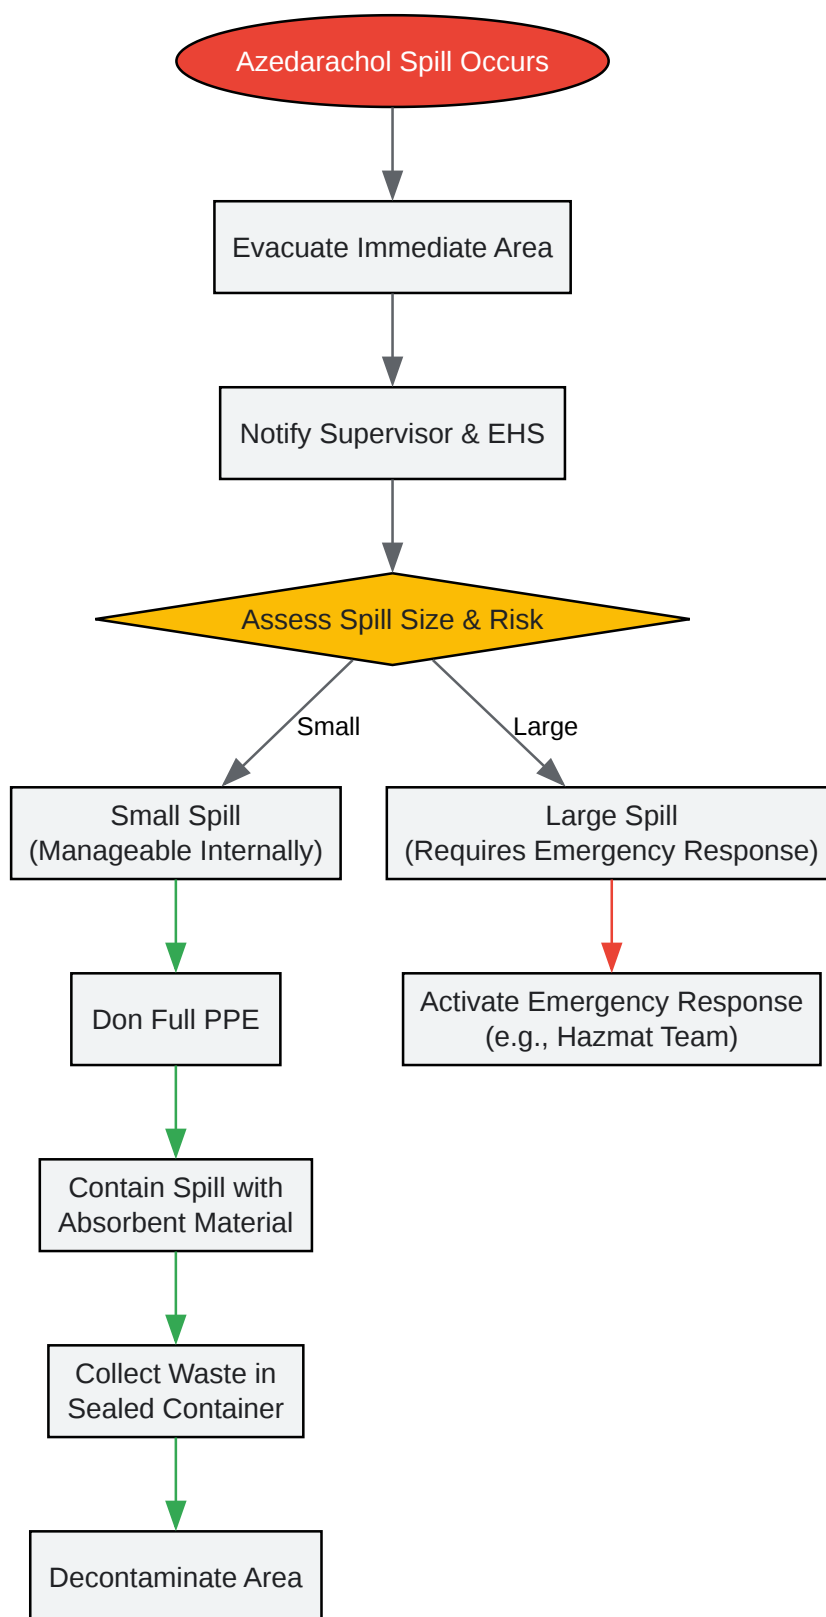 Azedarachol Spill Occurs
Evacuate Immediate Area
Notify Supervisor & EHS
Assess Spill Size & Risk
Small
Large
Small Spill
(Manageable Internally)
Large Spill
(Requires Emergency Response)
Don Full PPE
Activate Emergency Response
(e.g., Hazmat Team)
Contain Spill with
Absorbent Material
Collect Waste in
Sealed Container
Decontaminate Area